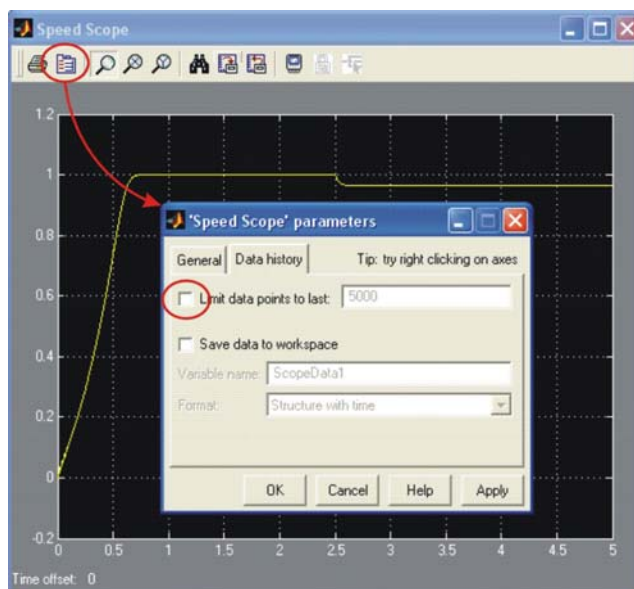 Speed Scope
1.2
1
0.8
0.6
0.4
0.2
0
-0.2
'Speed Scope' parameters
General Data history Tip: try right clicking on axes
Limit data points to last: 5000
Save data to workspace
Variable name: ScopeData1
Format: Structure with time
OK Cancel Help Apply
0 0.5 1 1.5 2 2.5 3 3.5 4 4.5 5
Time offset: 0